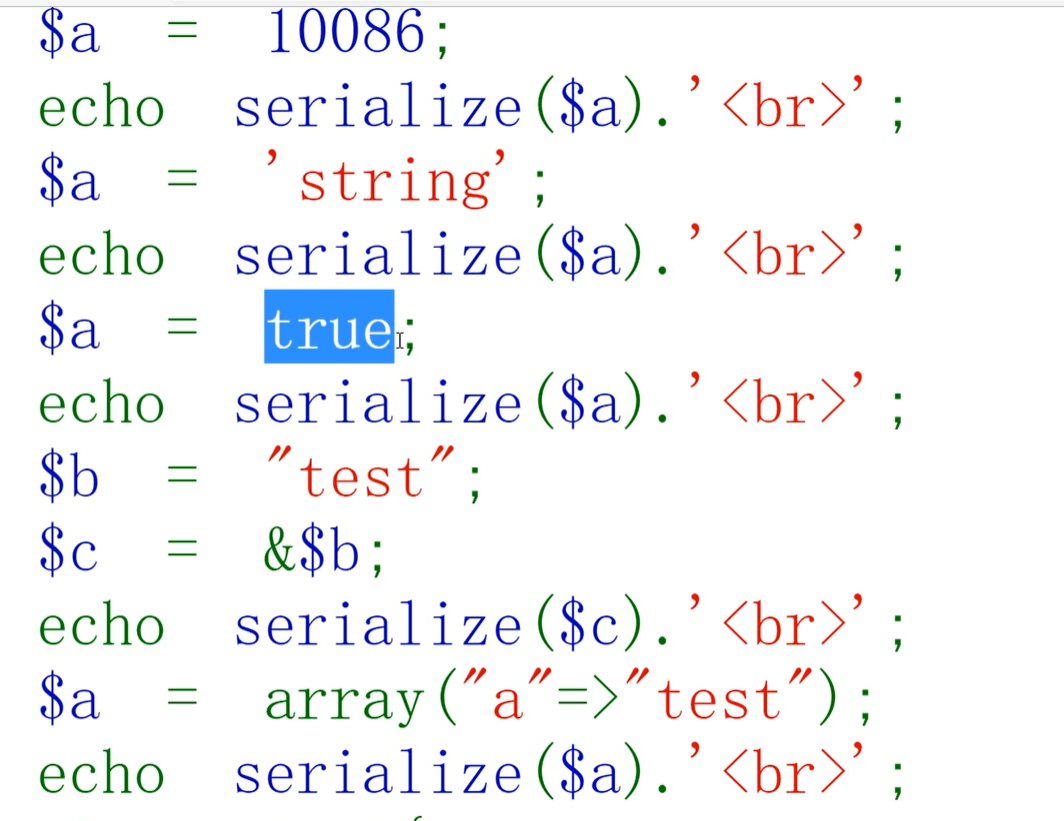 $a = 10086;
echo serialize($a).'<br>';
$a = 'string';
echo serialize($a).'<br>';
$a = true;
echo serialize($a).'<br>';
$b = "test";
$c = &$b;
echo serialize($c).'<br>';
$a = array("a"=>"test");
echo serialize($a).'<br>';